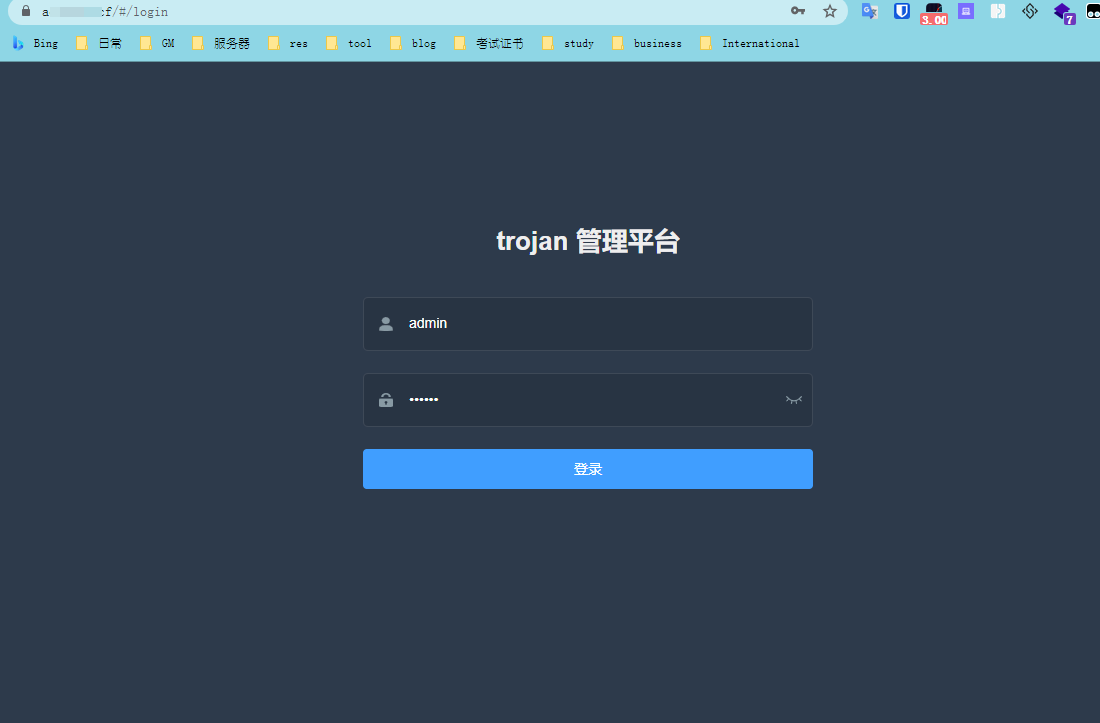 a cf/#/login
3.00
7
Bing 日常 GM 服务器 res tool blog 考试证书 study business International
trojan 管理平台
admin
••••••
登录